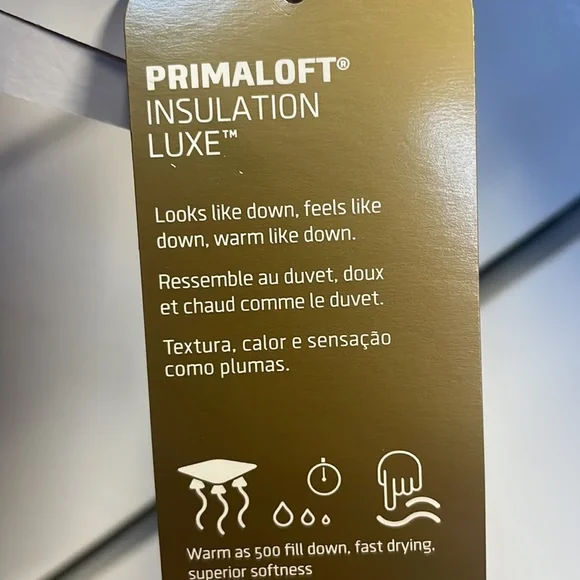 PRIMALOFT®
INSULATION
LUXE™
Looks like down, feels like
down, warm like down.
Ressemble au duvet, doux
et chaud comme le duvet.
Textura, calor e sensação
como plumas.
Warm as 500 fill down, fast drying,
superior softness